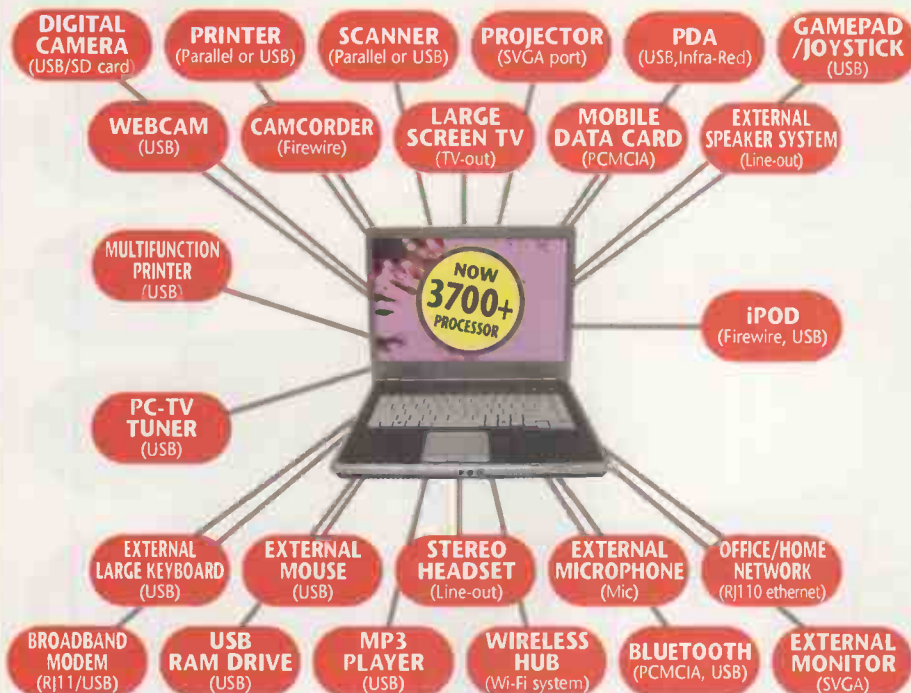 DIGITAL
CAMERA
(USB/SD card)
PRINTER
(Parallel or USB)
SCANNER
(Parallel or USB)
PROJECTOR
(SVGA port)
PDA
(USB,Infra-Red)
GAMEPAD
/JOYSTICK
(USB)
WEBCAM
(USB)
CAMCORDER
(Firewire)
LARGE
SCREEN TV
(TV-out)
MOBILE
DATA CARD
(PCMCIA)
EXTERNAL
SPEAKER SYSTEM
(Line-out)
MULTIFUNCTION
PRINTER
(USB)
NOW
3700+
PROCESSOR
iPOD
(Firewire, USB)
PC-TV
TUNER
(USB)
EXTERNAL
LARGE KEYBOARD
(USB)
EXTERNAL
MOUSE
(USB)
STEREO
HEADSET
(Line-out)
EXTERNAL
MICROPHONE
(Mic)
OFFICE/HOME
NETWORK
(RJ110 ethernet)
BROADBAND
MODEM
(RJ11/USB)
USB
RAM DRIVE
(USB)
MP3
PLAYER
(USB)
WIRELESS
HUB
(Wi-Fi system)
BLUETOOTH
(PCMCIA, USB)
EXTERNAL
MONITOR
(SVGA)